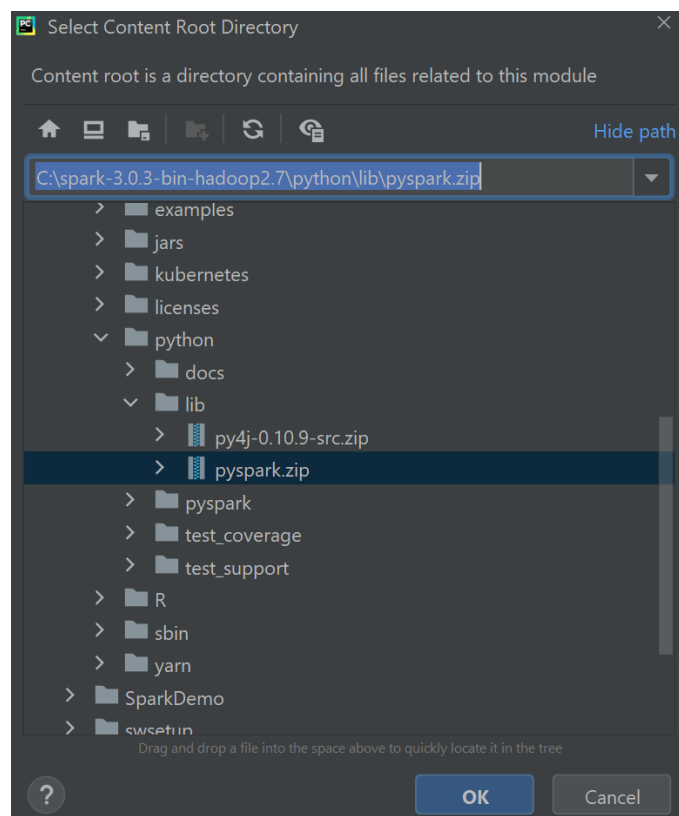 PC Select Content Root Directory
Content root is a directory containing all files related to this module
Hide path
C:\spark-3.0.3-bin-hadoop2.7\python\lib\pyspark.zip
examples
jars
kubernetes
licenses
python
docs
lib
py4j-0.10.9-src.zip
pyspark.zip
pyspark
test_coverage
test_support
R
sbin
yarn
SparkDemo
swsetup
Drag and drop a file into the space above to quickly locate it in the tree
? OK Cancel